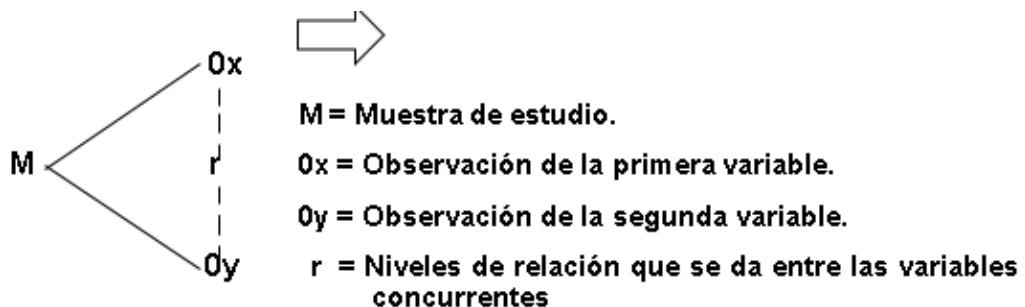 0x
M = Muestra de estudio.
M
r
0x = Observación de la primera variable.
0y = Observación de la segunda variable.
0y
r = Niveles de relación que se da entre las variables
concurrentes